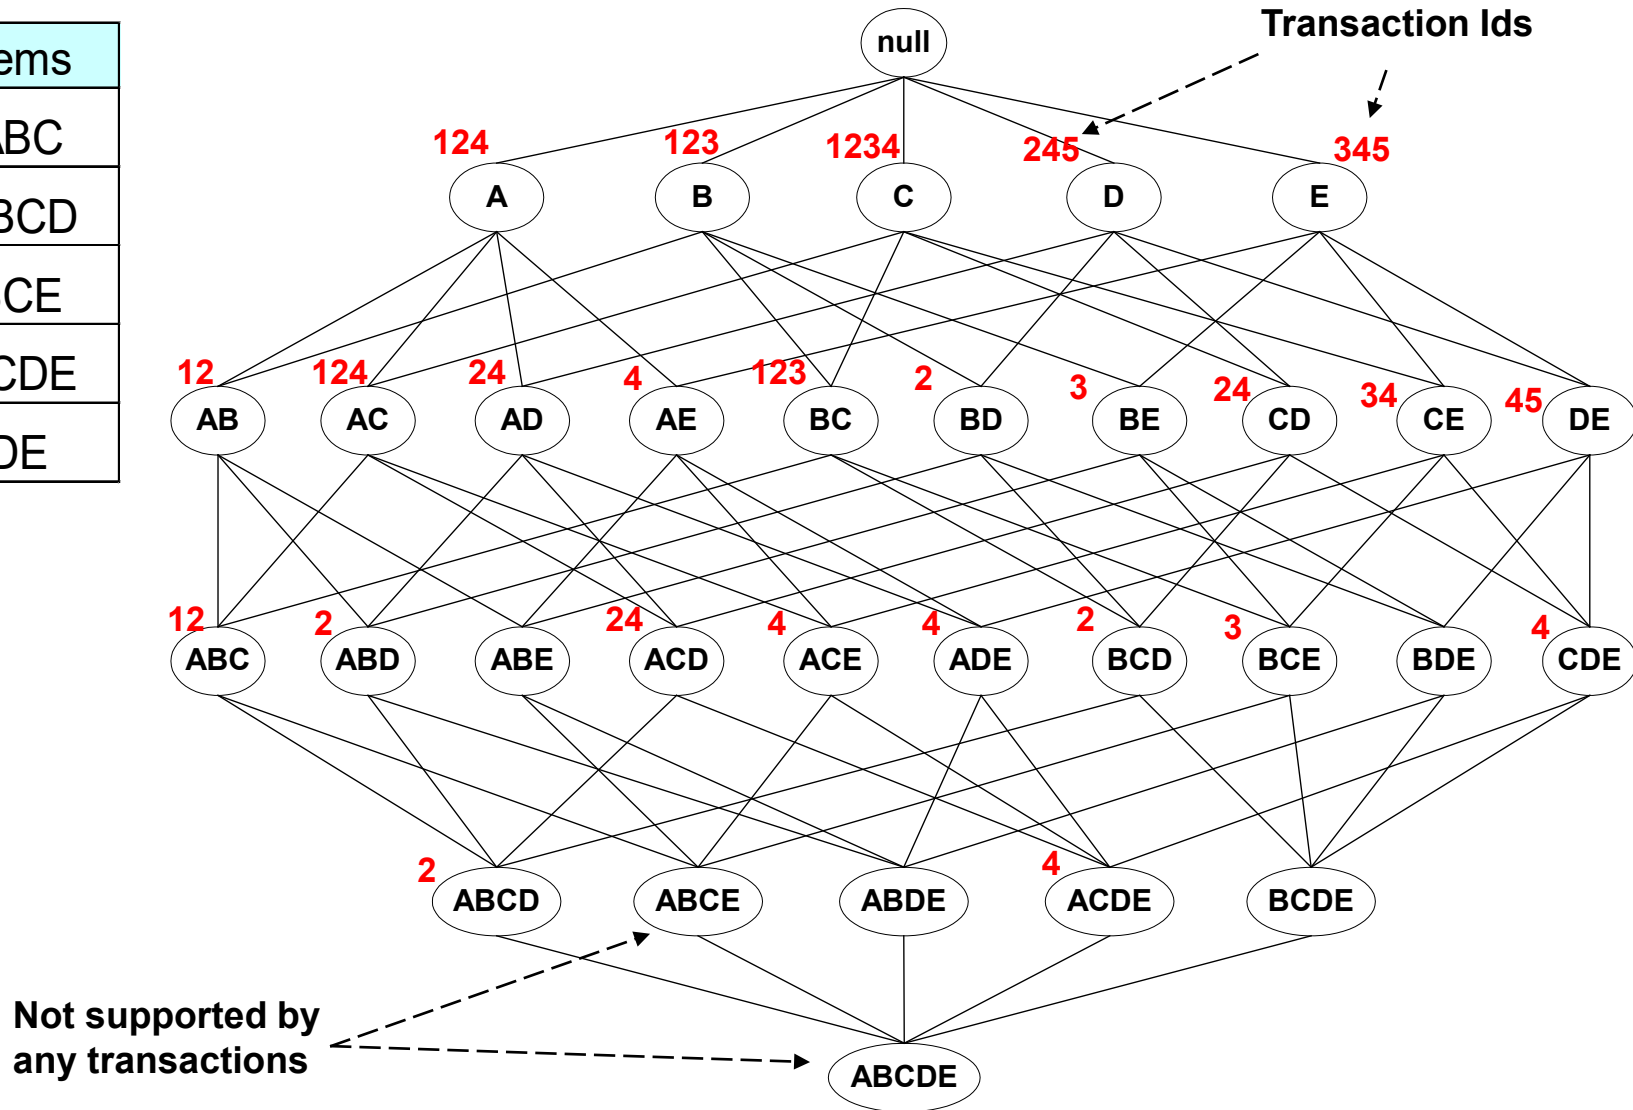 Transaction Ids
null
ems
ABC
BCD
CE
CDE
DE
124 123 1234 245 345
A B C D E
12 124 24 4 123 2 3 24 34 45
AB AC AD AE BC BD BE CD CE DE
12 2 24 4 4 2 3 4
ABC ABD ABE ACD ACE ADE BCD BCE BDE CDE
2 4
ABCD ABCE ABDE ACDE BCDE
Not supported by
any transactions
ABCDE